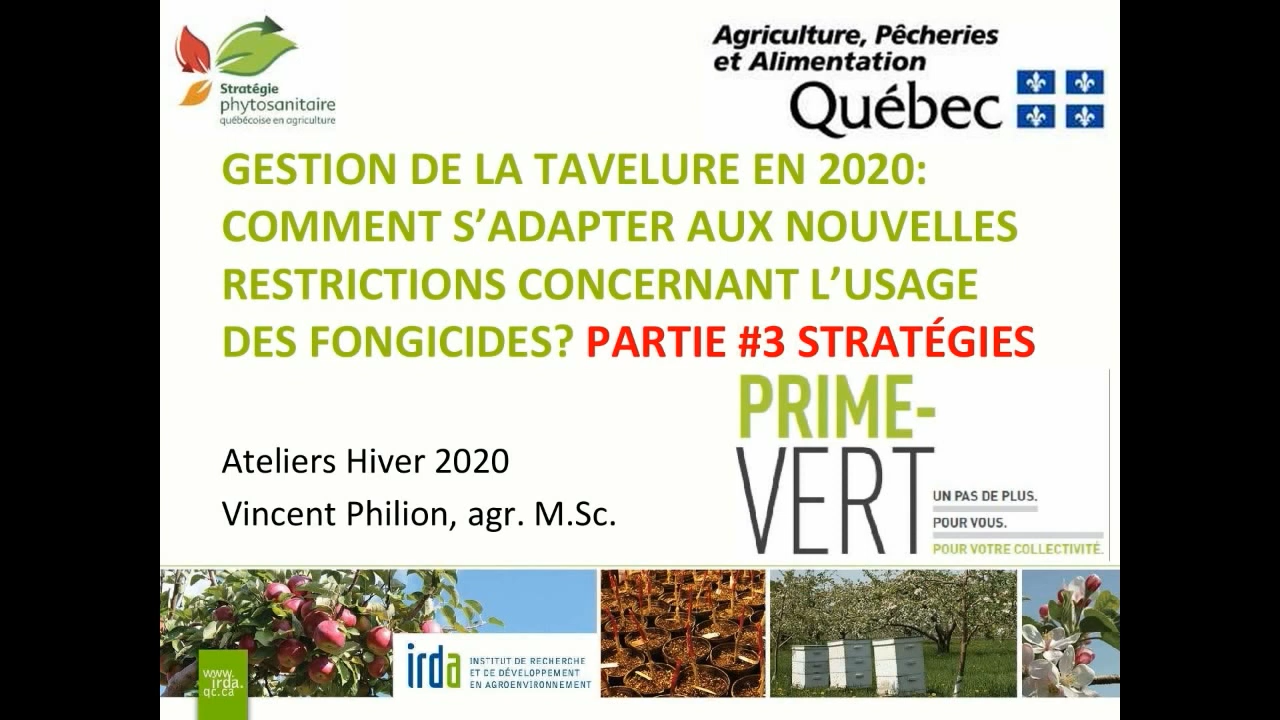 Stratégie
phytosanitaire
québécoise en agriculture
Agriculture, Pêcheries
et Alimentation
Québec
GESTION DE LA TAVELURE EN 2020:
COMMENT S’ADAPTER AUX NOUVELLES
RESTRICTIONS CONCERNANT L’USAGE
DES FONGICIDES? PARTIE #3 STRATÉGIES
PRIME-
VERT
UN PAS DE PLUS.
POUR VOUS.
POUR VOTRE COLLECTIVITÉ.
Ateliers Hiver 2020
Vincent Philion, agr. M.Sc.
irda
INSTITUT DE RECHERCHE
ET DE DÉVELOPPEMENT
EN AGROENVIRONNEMENT
www.
irda.
qc.ca